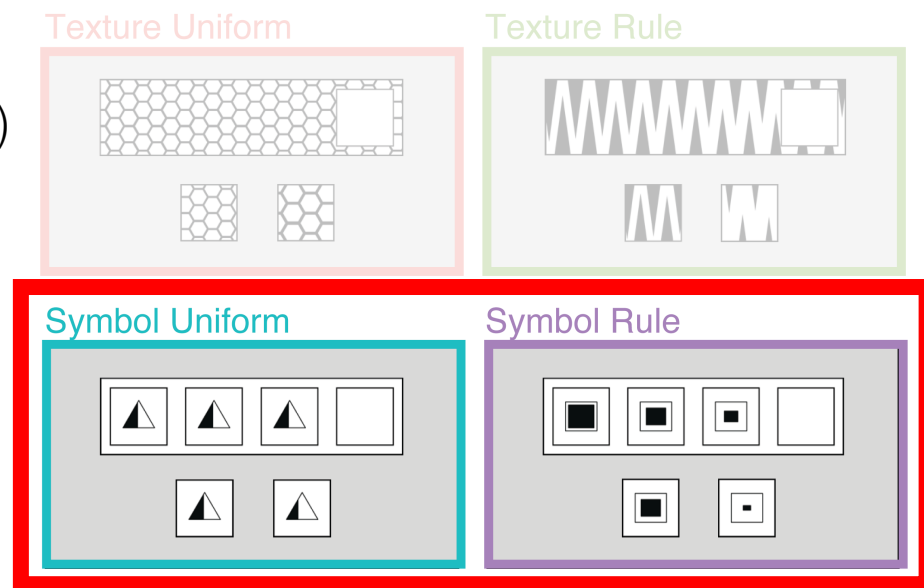 Texture Uniform
Texture Rule
)
Symbol Uniform
Symbol Rule